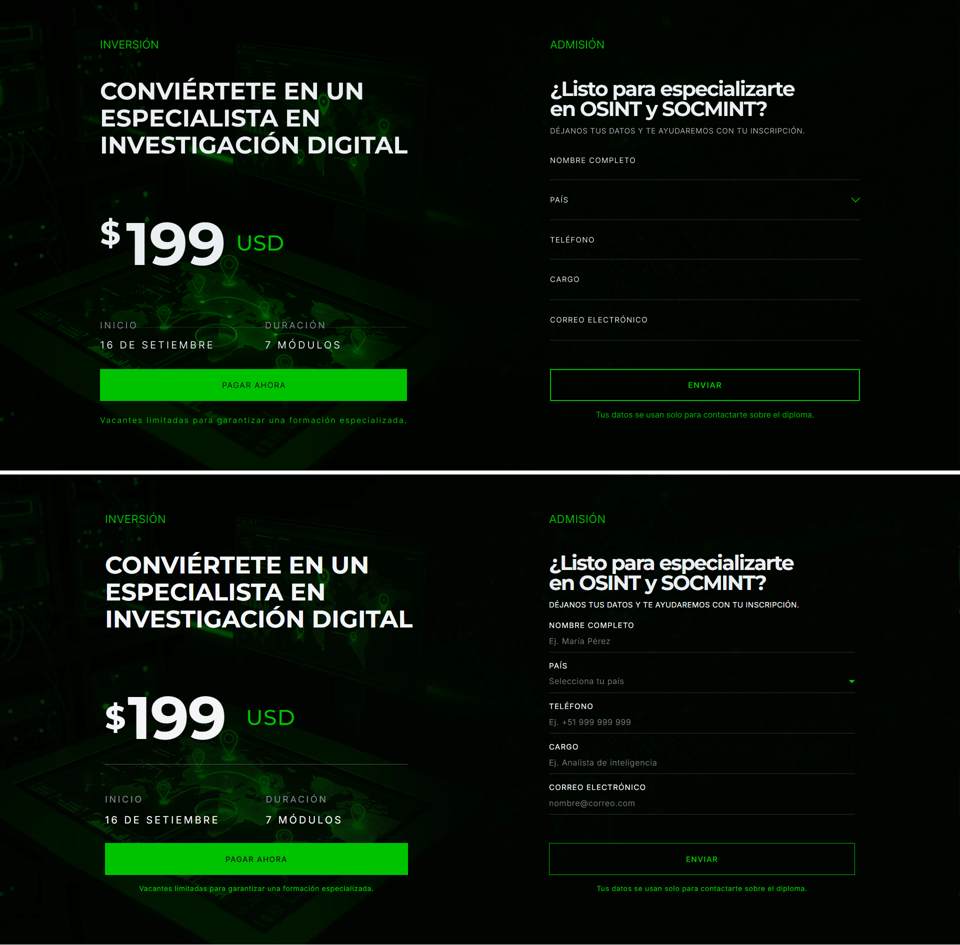 INVERSIÓN
CONVIÉRTETE EN UN
ESPECIALISTA EN
INVESTIGACIÓN DIGITAL
$199 USD
INICIO DURACIÓN
16 DE SETIEMBRE 7 MÓDULOS
PAGAR AHORA
Vacantes limitadas para garantizar una formación especializada.
ADMISIÓN
¿Listo para especializarte
en OSINT y SOCMINT?
DÉJANOS TUS DATOS Y TE AYUDAREMOS CON TU INSCRIPCIÓN.
NOMBRE COMPLETO
PAÍS
TELÉFONO
CARGO
CORREO ELECTRÓNICO
ENVIAR
Tus datos se usan solo para contactarte sobre el diploma.
INVERSIÓN
CONVIÉRTETE EN UN
ESPECIALISTA EN
INVESTIGACIÓN DIGITAL
$199 USD
INICIO DURACIÓN
16 DE SETIEMBRE 7 MÓDULOS
PAGAR AHORA
Vacantes limitadas para garantizar una formación especializada.
ADMISIÓN
¿Listo para especializarte
en OSINT y SOCMINT?
DÉJANOS TUS DATOS Y TE AYUDAREMOS CON TU INSCRIPCIÓN.
NOMBRE COMPLETO
Ej. María Pérez
PAÍS
Selecciona tu país
TELÉFONO
Ej. +51 999 999 999
CARGO
Ej. Analista de inteligencia
CORREO ELECTRÓNICO
nombre@correo.com
ENVIAR
Tus datos se usan solo para contactarte sobre el diploma.